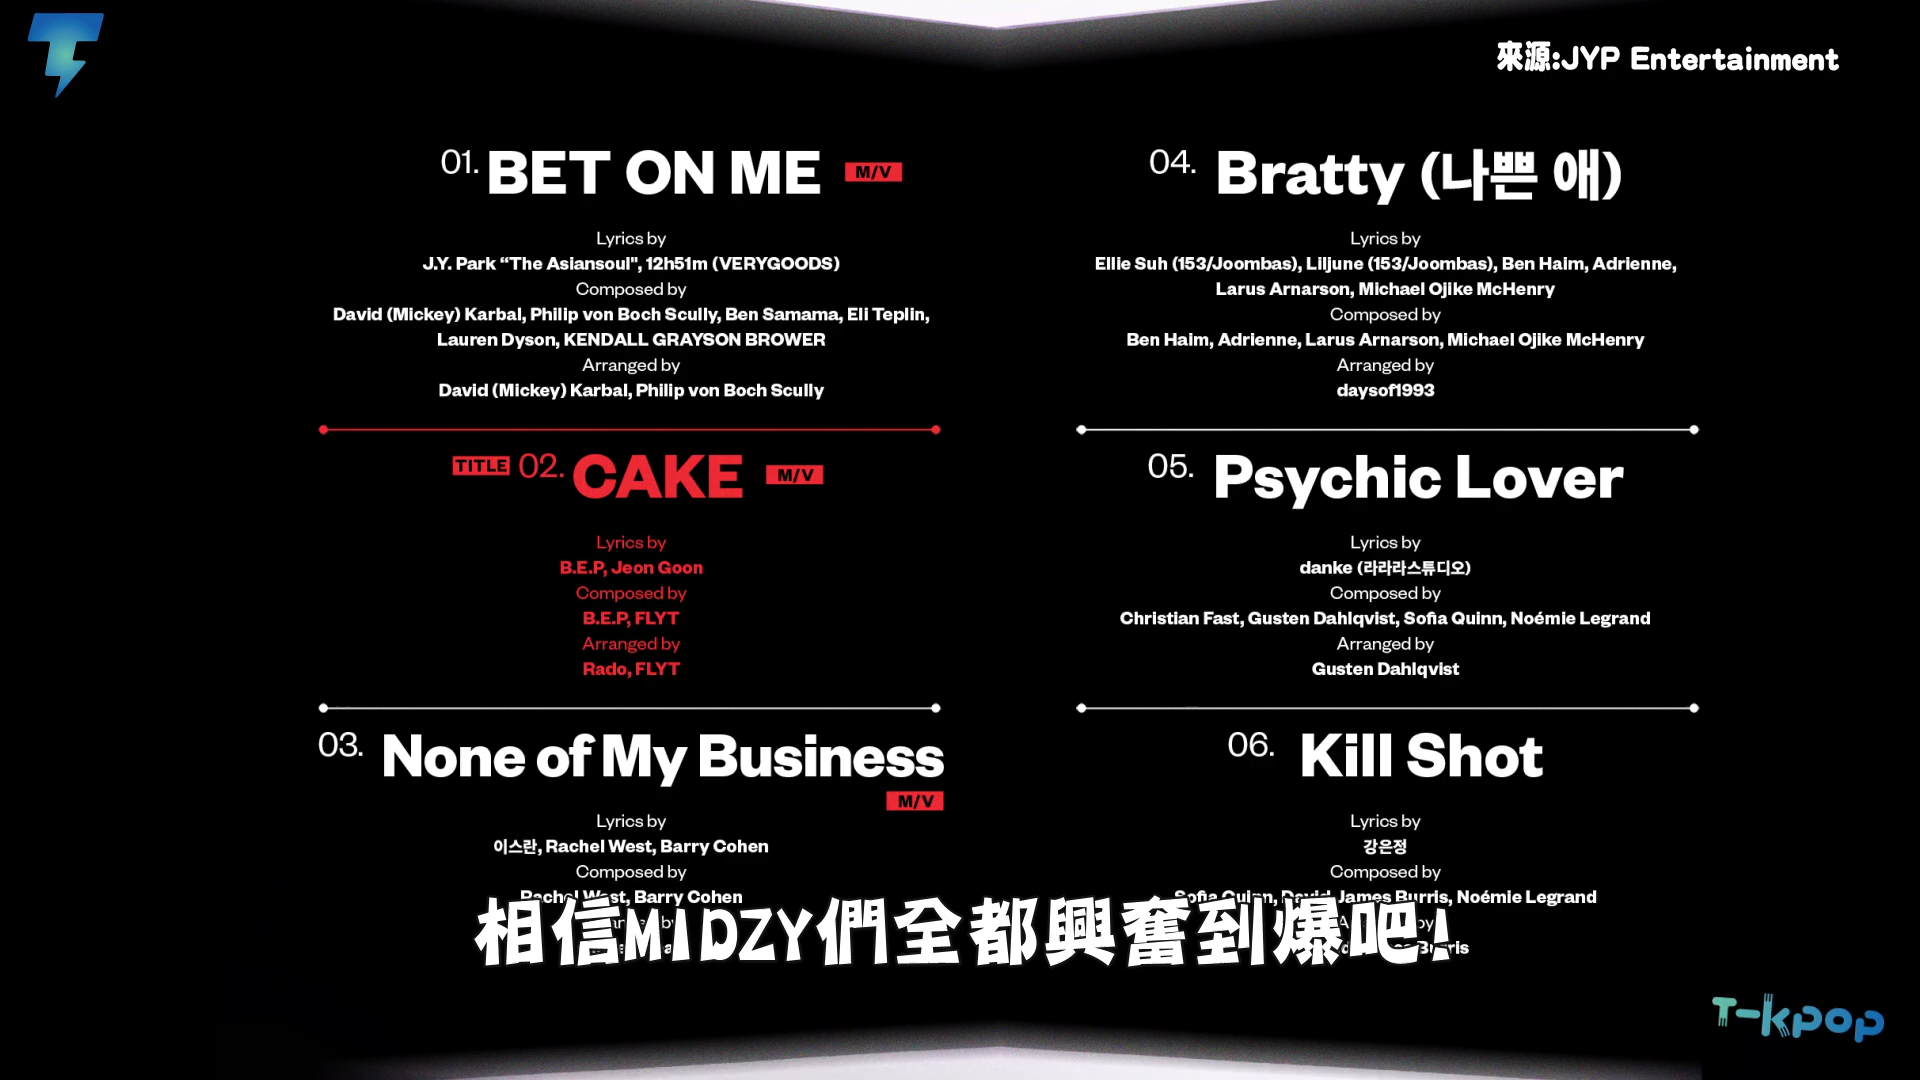 來源:JYP Entertainment
01. BET ON ME M/V
Lyrics by
J.Y. Park “The Asiansoul", 12h51m (VERYGOODS)
Composed by
David (Mickey) Karbal, Philip von Boch Scully, Ben Samama, Eli Teplin,
Lauren Dyson, KENDALL GRAYSON BROWER
Arranged by
David (Mickey) Karbal, Philip von Boch Scully
TITLE 02. CAKE M/V
Lyrics by
B.E.P, Jeon Goon
Composed by
B.E.P, FLYT
Arranged by
Rado, FLYT
03. None of My Business
M/V
Lyrics by
이스란, Rachel West, Barry Cohen
Composed by
Rachel West, Barry Cohen
04. Bratty (나쁜 애)
Lyrics by
Ellie Suh (153/Joombas), Liljune (153/Joombas), Ben Haim, Adrienne,
Larus Arnarson, Michael Ojike McHenry
Composed by
Ben Haim, Adrienne, Larus Arnarson, Michael Ojike McHenry
Arranged by
daysof1993
05. Psychic Lover
Lyrics by
danke (라라라스튜디오)
Composed by
Christian Fast, Gusten Dahlqvist, Sofia Quinn, Noémie Legrand
Arranged by
Gusten Dahlqvist
06. Kill Shot
Lyrics by
강은정
Composed by
Sofia Quinn, David James Burris, Noémie Legrand
相信MIDZY們全都興奮到爆吧!
T-kpop